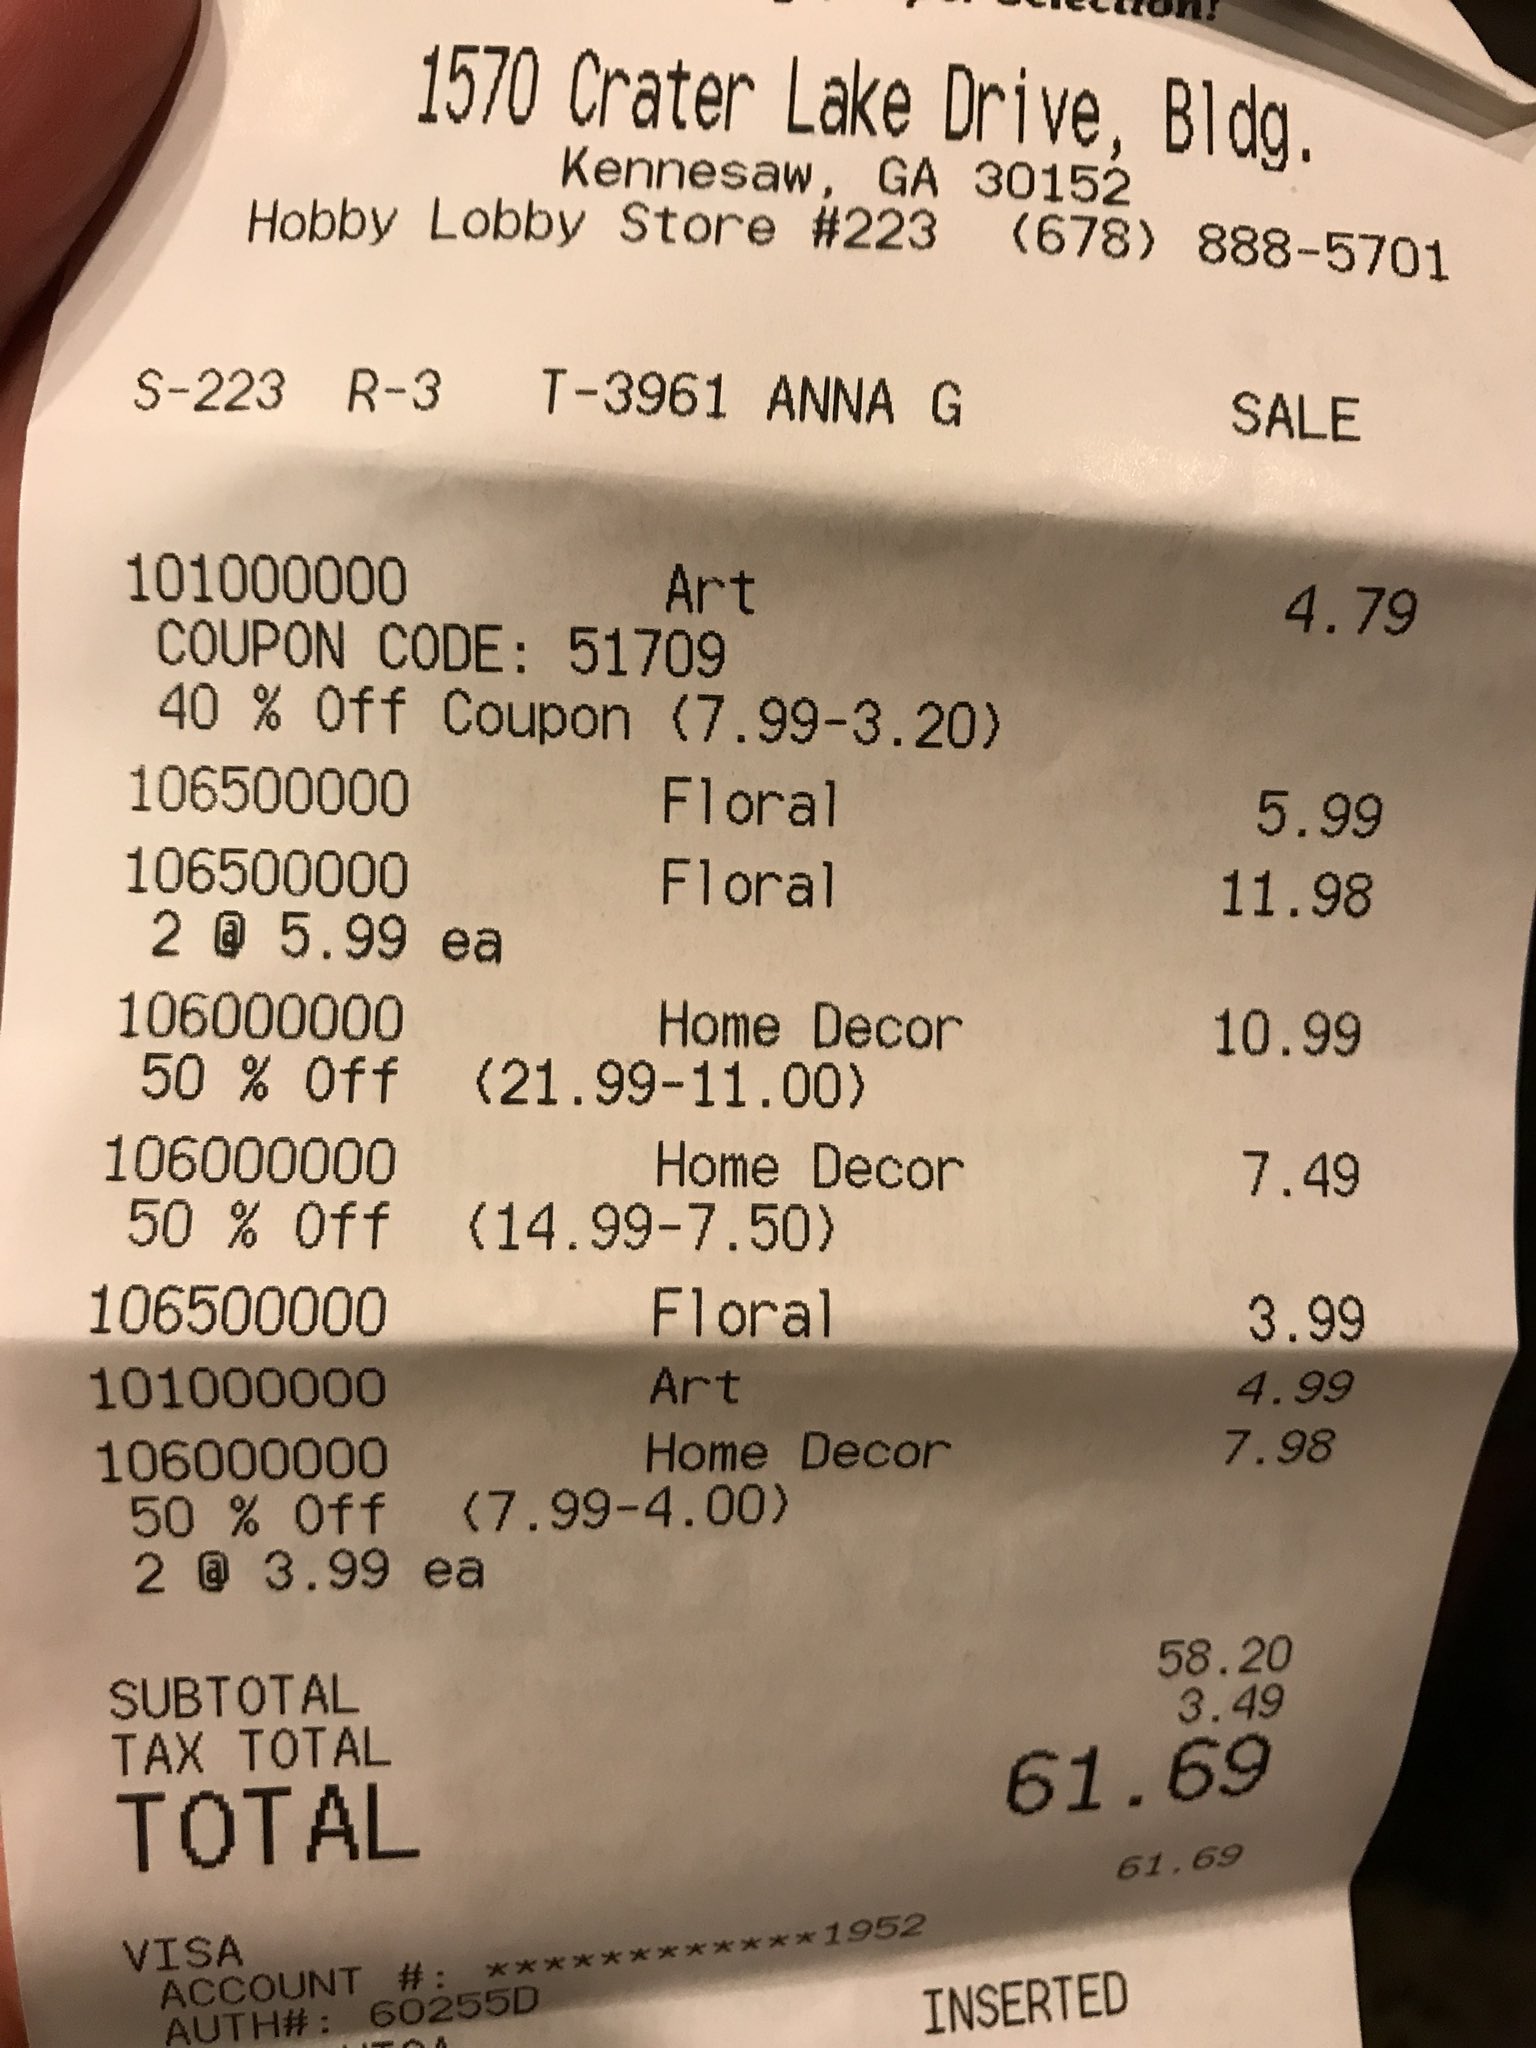 Selection!
1570 Crater Lake Drive, Bldg.
Kennesaw, GA 30152
Hobby Lobby Store #223 (678) 888-5701
S-223 R-3 T-3961 ANNA G SALE
101000000 Art 4.79
COUPON CODE: 51709
40 % Off Coupon (7.99-3.20)
106500000 Floral 5.99
106500000 Floral 11.98
2 @ 5.99 ea
106000000 Home Decor 10.99
50 % Off (21.99-11.00)
106000000 Home Decor 7.49
50 % Off (14.99-7.50)
106500000 Floral 3.99
101000000 Art 4.99
106000000 Home Decor 7.98
50 % Off (7.99-4.00)
2 @ 3.99 ea
SUBTOTAL 58.20
TAX TOTAL 3.49
TOTAL 61.69
VISA 61.69
ACCOUNT #: ************1952
AUTH#: 60255D INSERTED